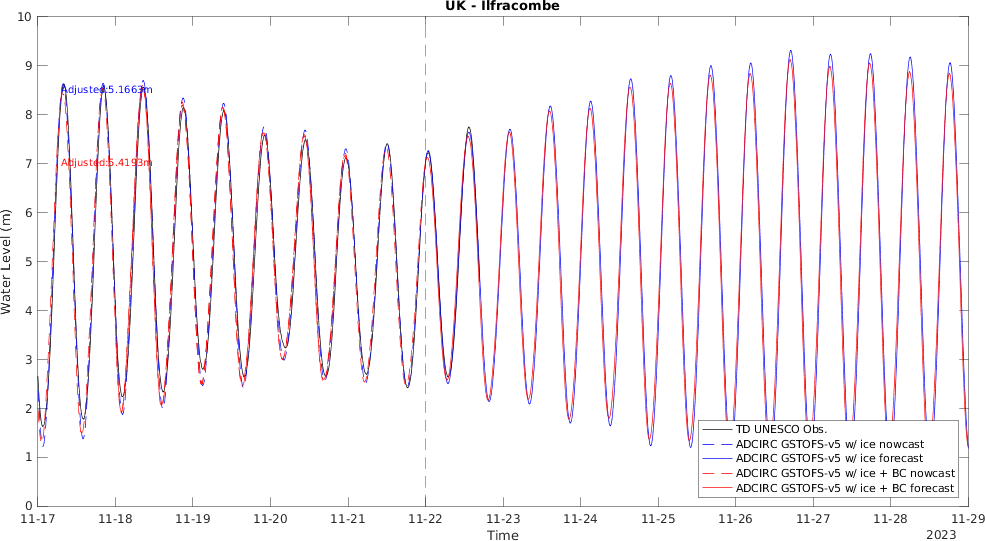 UK - Ilfracombe
10
9
8
7
6
5
4
3
2
1
0
Water Level (m)
Adjusted:5.1663m
Adjusted:5.4193m
TD UNESCO Obs.
ADCIRC GSTOFS-v5 w/ ice nowcast
ADCIRC GSTOFS-v5 w/ ice forecast
ADCIRC GSTOFS-v5 w/ ice + BC nowcast
ADCIRC GSTOFS-v5 w/ ice + BC forecast
11-17 11-18 11-19 11-20 11-21 11-22 11-23 11-24 11-25 11-26 11-27 11-28 11-29
Time
2023